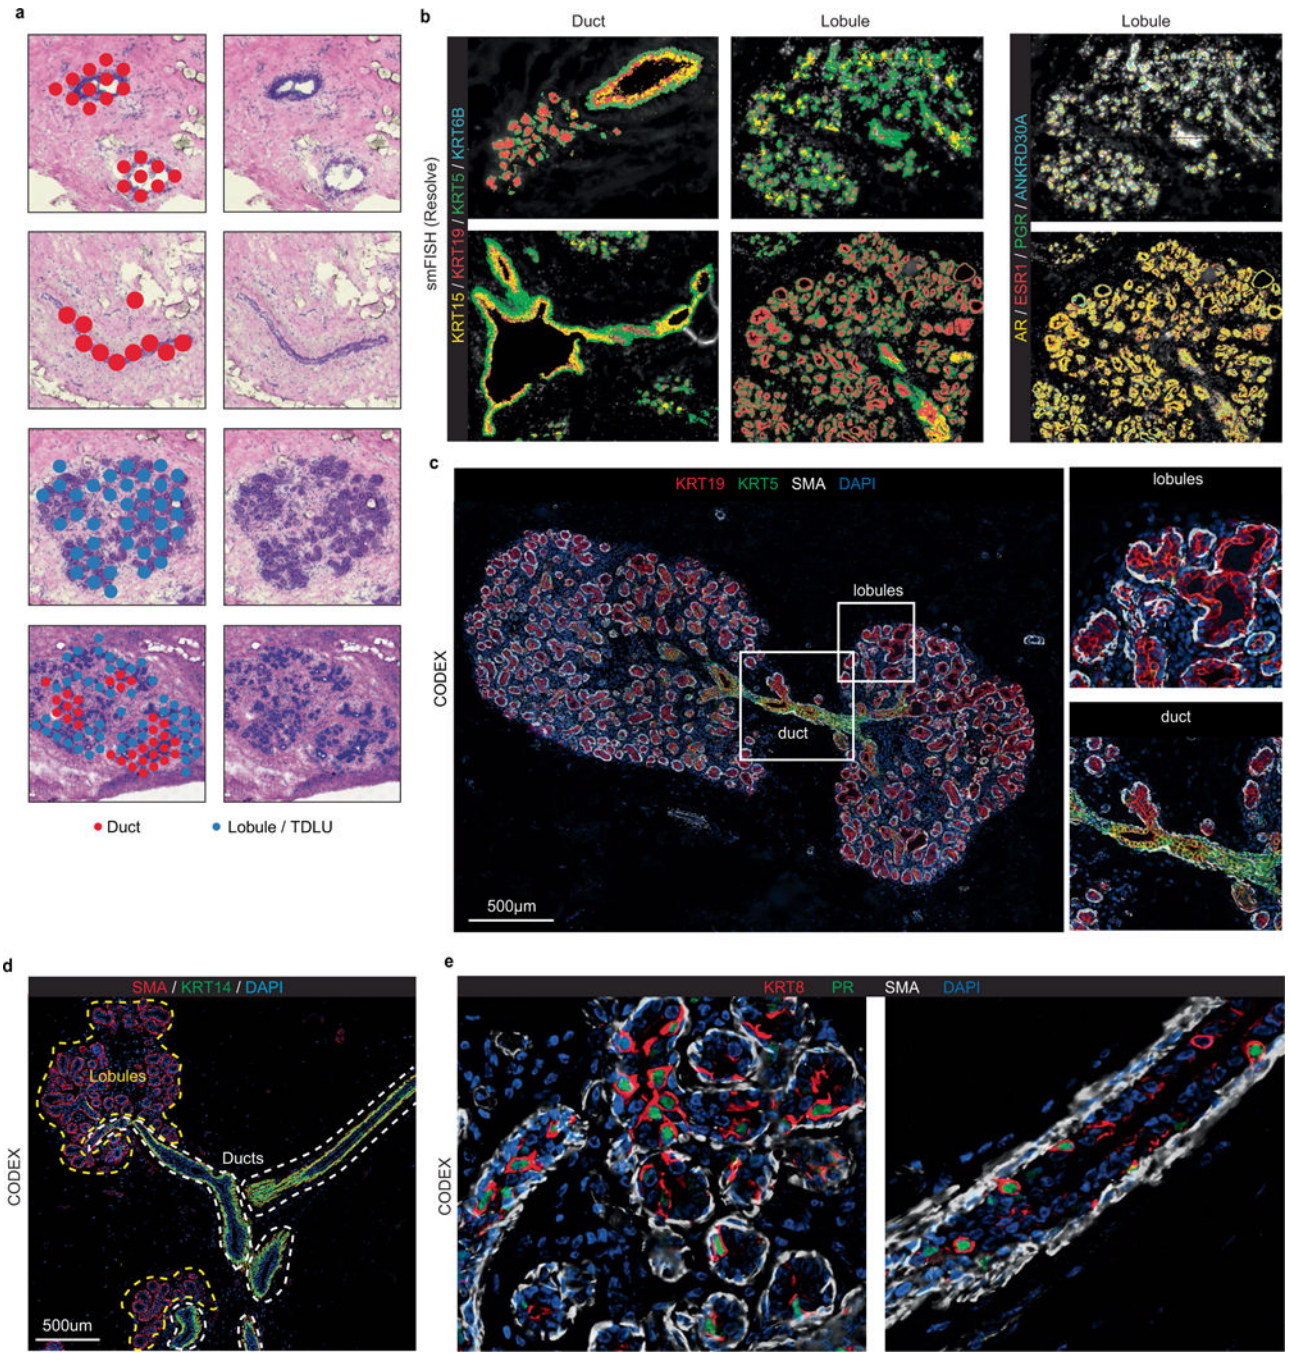 a
Duct
Lobule / TDLU
b
Duct
Lobule
Lobule
smFISH (Resolve)
KRT15 / KRT19 / KRT5 / KRT6B
AR / ESR1 / PGR / ANKRD30A
c
KRT19 KRT5 SMA DAPI
CODEX
lobules
duct
500µm
lobules
duct
d
SMA / KRT14 / DAPI
CODEX
Lobules
Ducts
500um
e
KRT8 PR SMA DAPI
CODEX